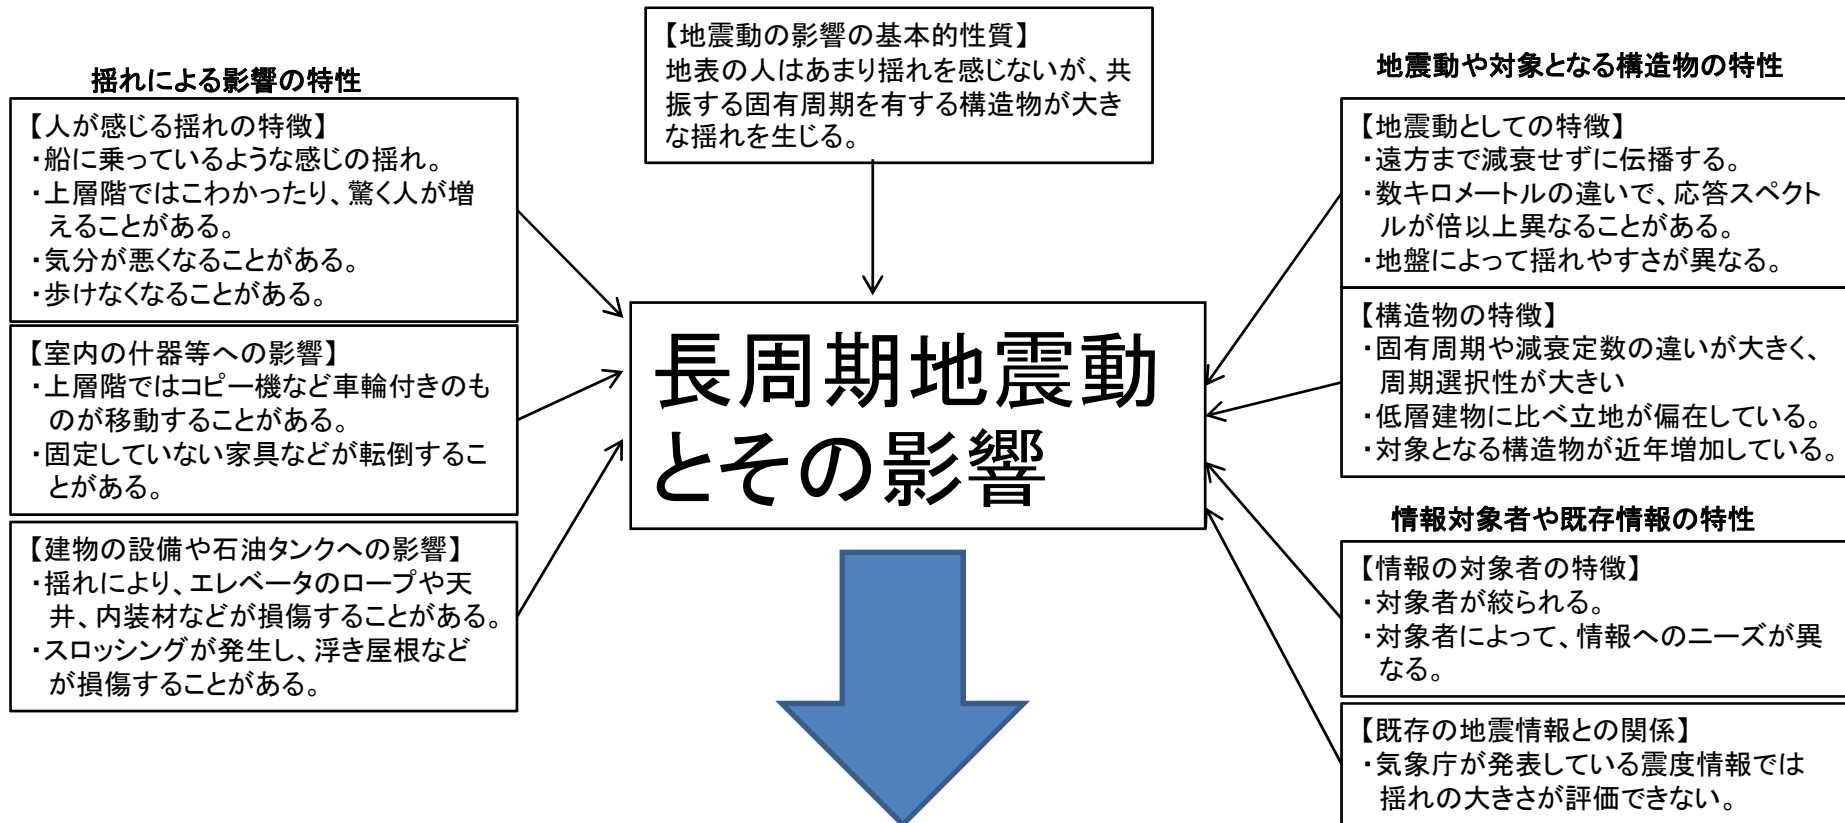 【地震動の影響の基本的性質】
地表の人はあまり揺れを感じないが、共
振する固有周期を有する構造物が大き
な揺れを生じる。
揺れによる影響の特性
【人が感じる揺れの特徴】
・船に乗っているような感じの揺れ。
・上層階ではこわかったり、驚く人が増
えることがある。
・気分が悪くなることがある。
・歩けなくなることがある。
【室内の什器等への影響】
・上層階ではコピー機など車輪付きのも
のが移動することがある。
・固定していない家具などが転倒するこ
とがある。
【建物の設備や石油タンクへの影響】
・揺れにより、エレベータのロープや天
井、内装材などが損傷することがある。
・スロッシングが発生し、浮き屋根など
が損傷することがある。
長周期地震動
とその影響
地震動や対象となる構造物の特性
【地震動としての特徴】
・遠方まで減衰せずに伝播する。
・数キロメートルの違いで、応答スペクト
ルが倍以上異なることがある。
・地盤によって揺れやすさが異なる。
【構造物の特徴】
・固有周期や減衰定数の違いが大きく、
周期選択性が大きい
・低層建物に比べ立地が偏在している。
・対象となる構造物が近年増加している。
情報対象者や既存情報の特性
【情報の対象者の特徴】
・対象者が絞られる。
・対象者によって、情報へのニーズが異
なる。
【既存の地震情報との関係】
・気象庁が発表している震度情報では
揺れの大きさが評価できない。